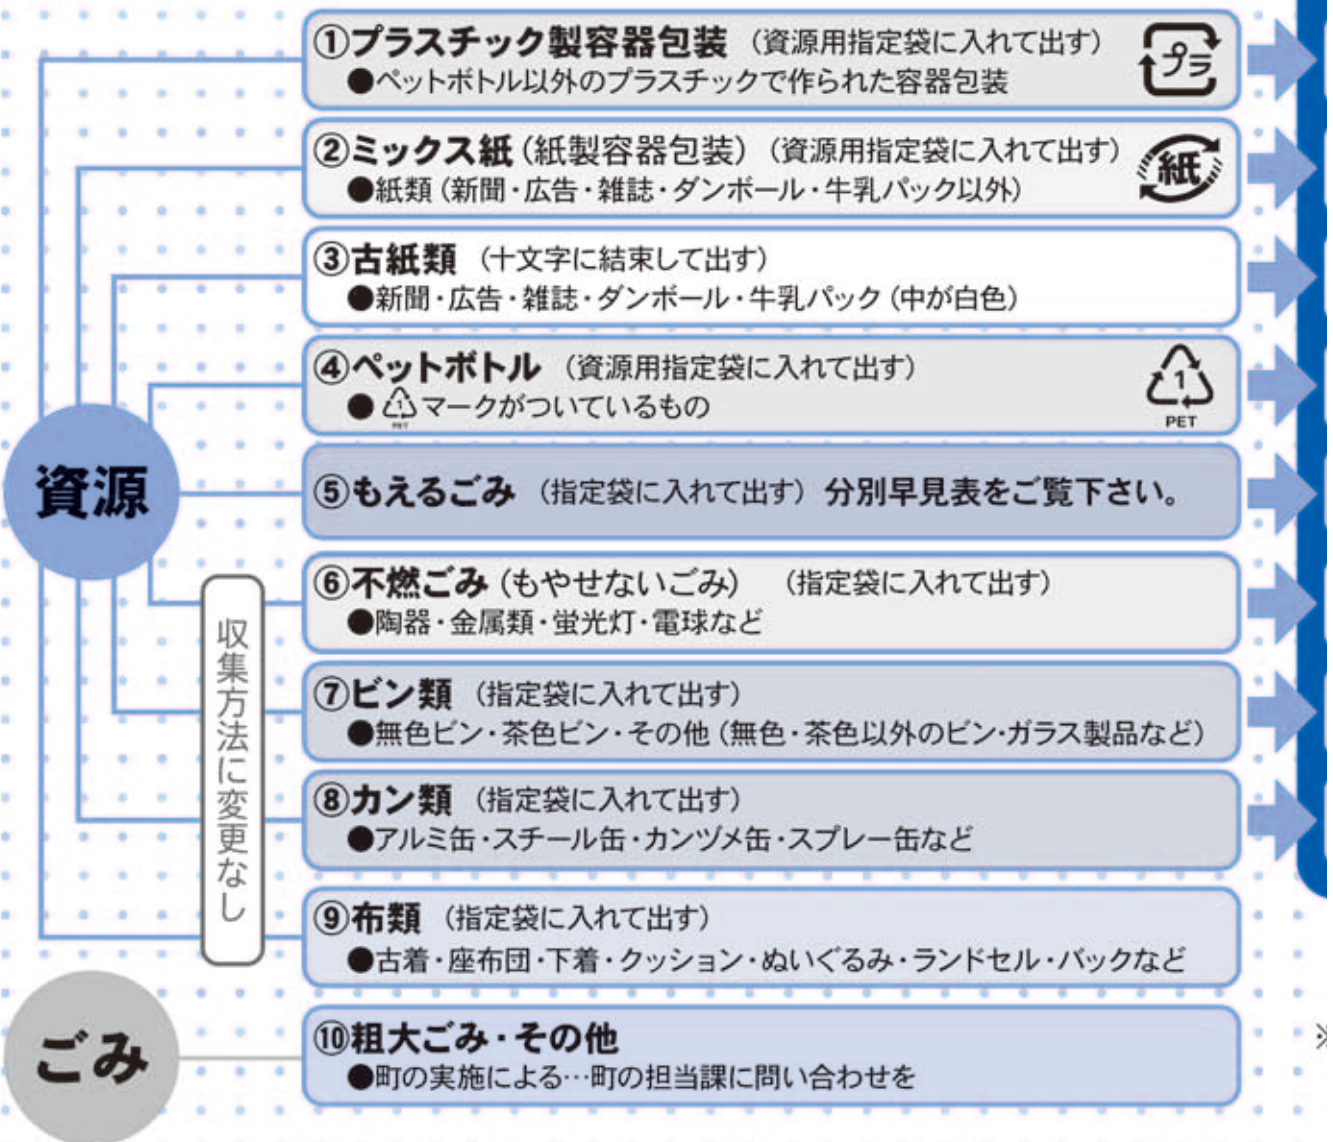 ①プラスチック製容器包装 (資源用指定袋に入れて出す)
●ペットボトル以外のプラスチックで作られた容器包装
プラ
②ミックス紙(紙製容器包装) (資源用指定袋に入れて出す)
●紙類(新聞・広告・雑誌・ダンボール・牛乳パック以外)
紙
③古紙類 (十文字に結束して出す)
●新聞・広告・雑誌・ダンボール・牛乳パック(中が白色)
④ペットボトル (資源用指定袋に入れて出す)
●1 PET マークがついているもの
1
PET
資源
⑤もえるごみ (指定袋に入れて出す) 分別早見表をご覧下さい。
収集方法に変更なし
⑥不燃ごみ(もやせないごみ) (指定袋に入れて出す)
●陶器・金属類・蛍光灯・電球など
⑦ビン類 (指定袋に入れて出す)
●無色ビン・茶色ビン・その他(無色・茶色以外のビン・ガラス製品など)
⑧カン類 (指定袋に入れて出す)
●アルミ缶・スチール缶・カンヅメ缶・スプレー缶など
⑨布類 (指定袋に入れて出す)
●古着・座布団・下着・クッション・ぬいぐるみ・ランドセル・バックなど
ごみ
⑩粗大ごみ・その他
●町の実施による…町の担当課に問い合わせを
※